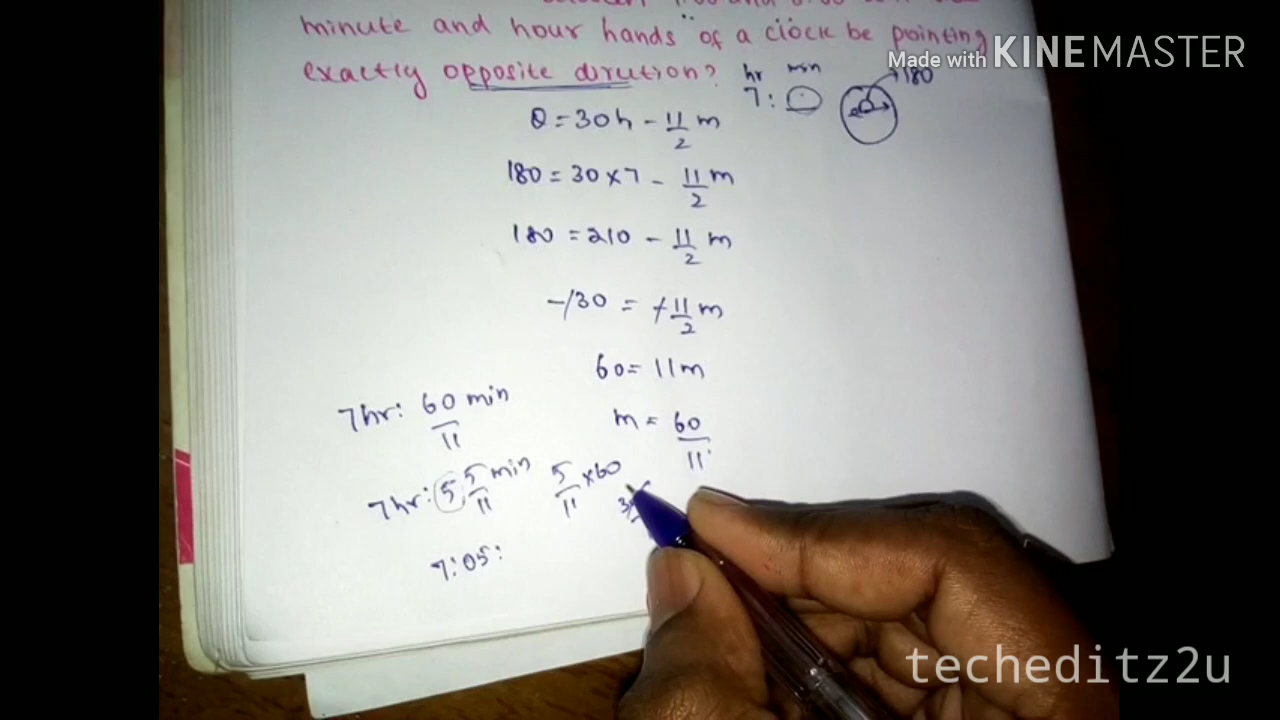 minute and hour hands of a clock be pointing
exactly opposite dirution?
Made with KINEMASTER
hr min
7:
180
θ = 30h - 11/2 m
180 = 30 × 7 - 11/2 m
180 = 210 - 11/2 m
-/30 = -/11/2 m
60 = 11m
7hr: 60/11 min
m = 60/11
7hr: 5 5/11 min
5/11 × 60
7:05:
techeditz2u